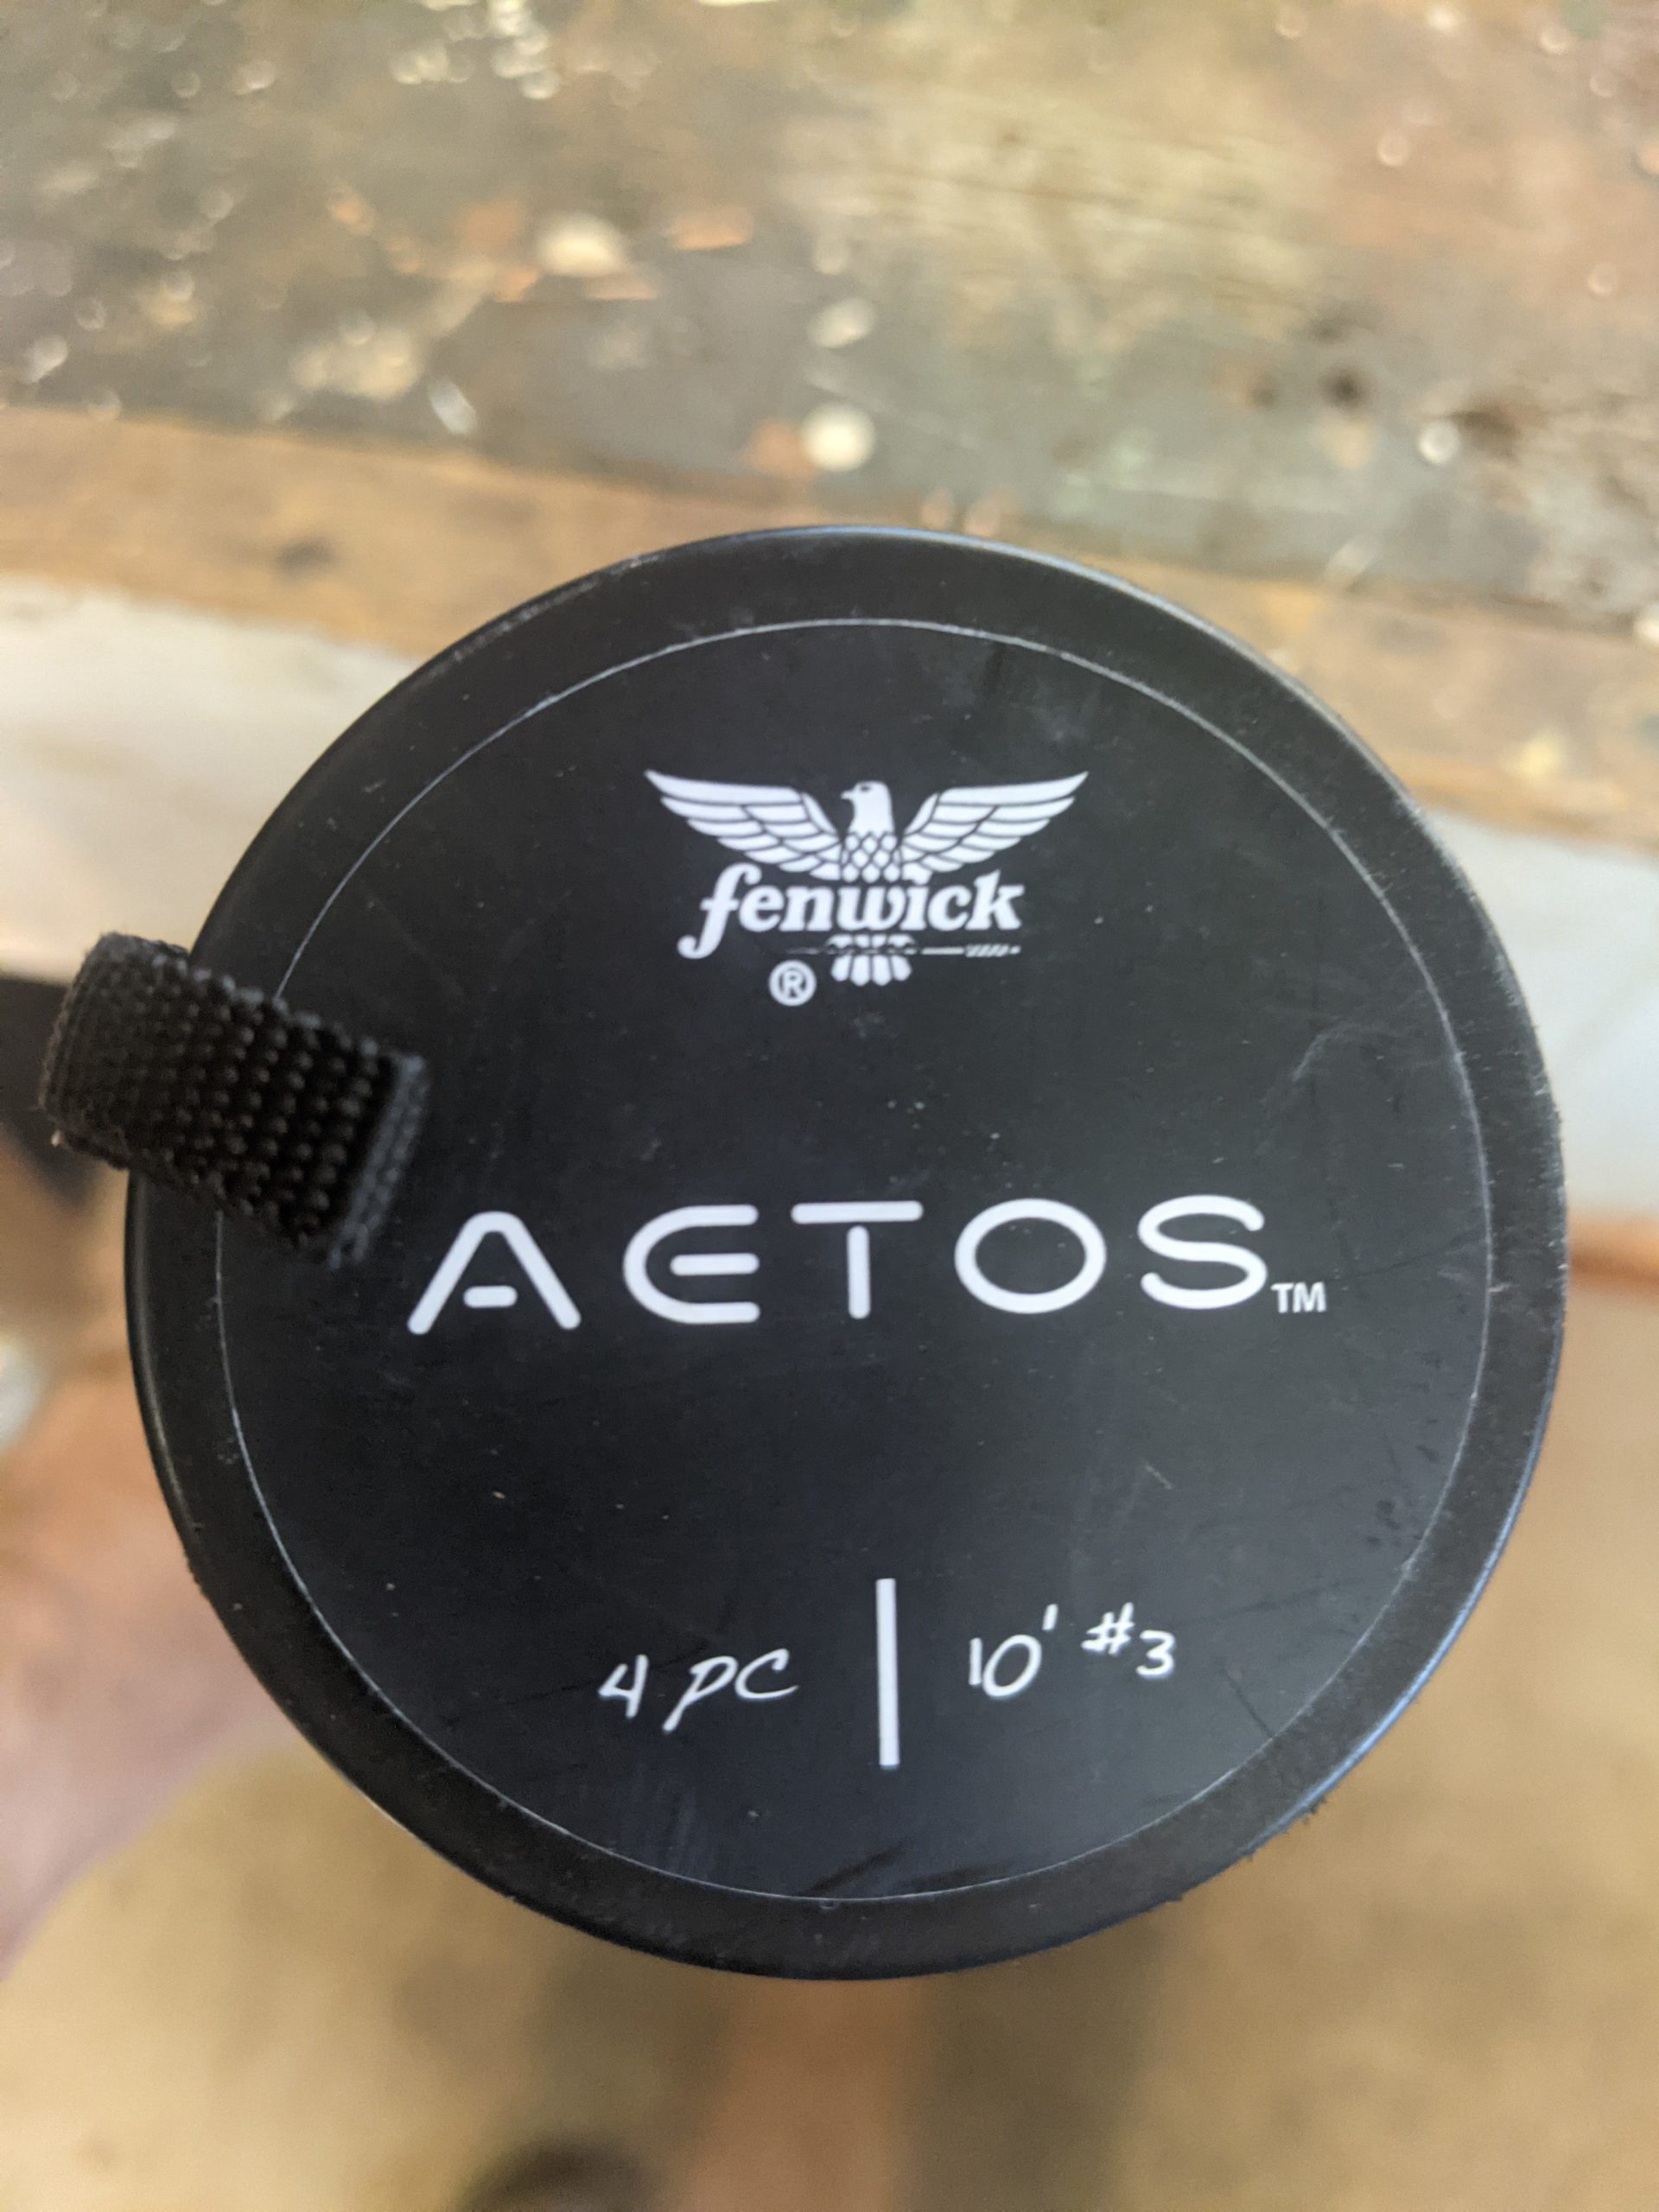 fenwick
®
AETOS™
4 PC | 10' #3